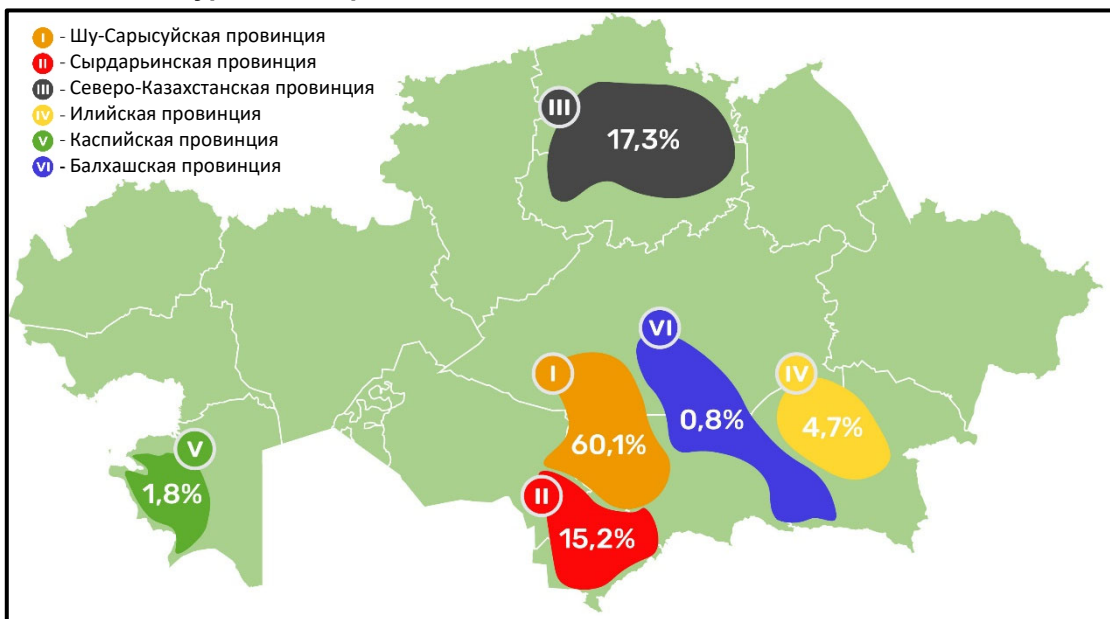 I - Шу-Сарысуйская провинция
II - Сырдарьинская провинция
III - Северо-Казахстанская провинция
IV - Илийская провинция
V - Каспийская провинция
VI - Балхашская провинция
III
17,3%
VI
I
IV
0,8%
4,7%
60,1%
V
1,8%
II
15,2%